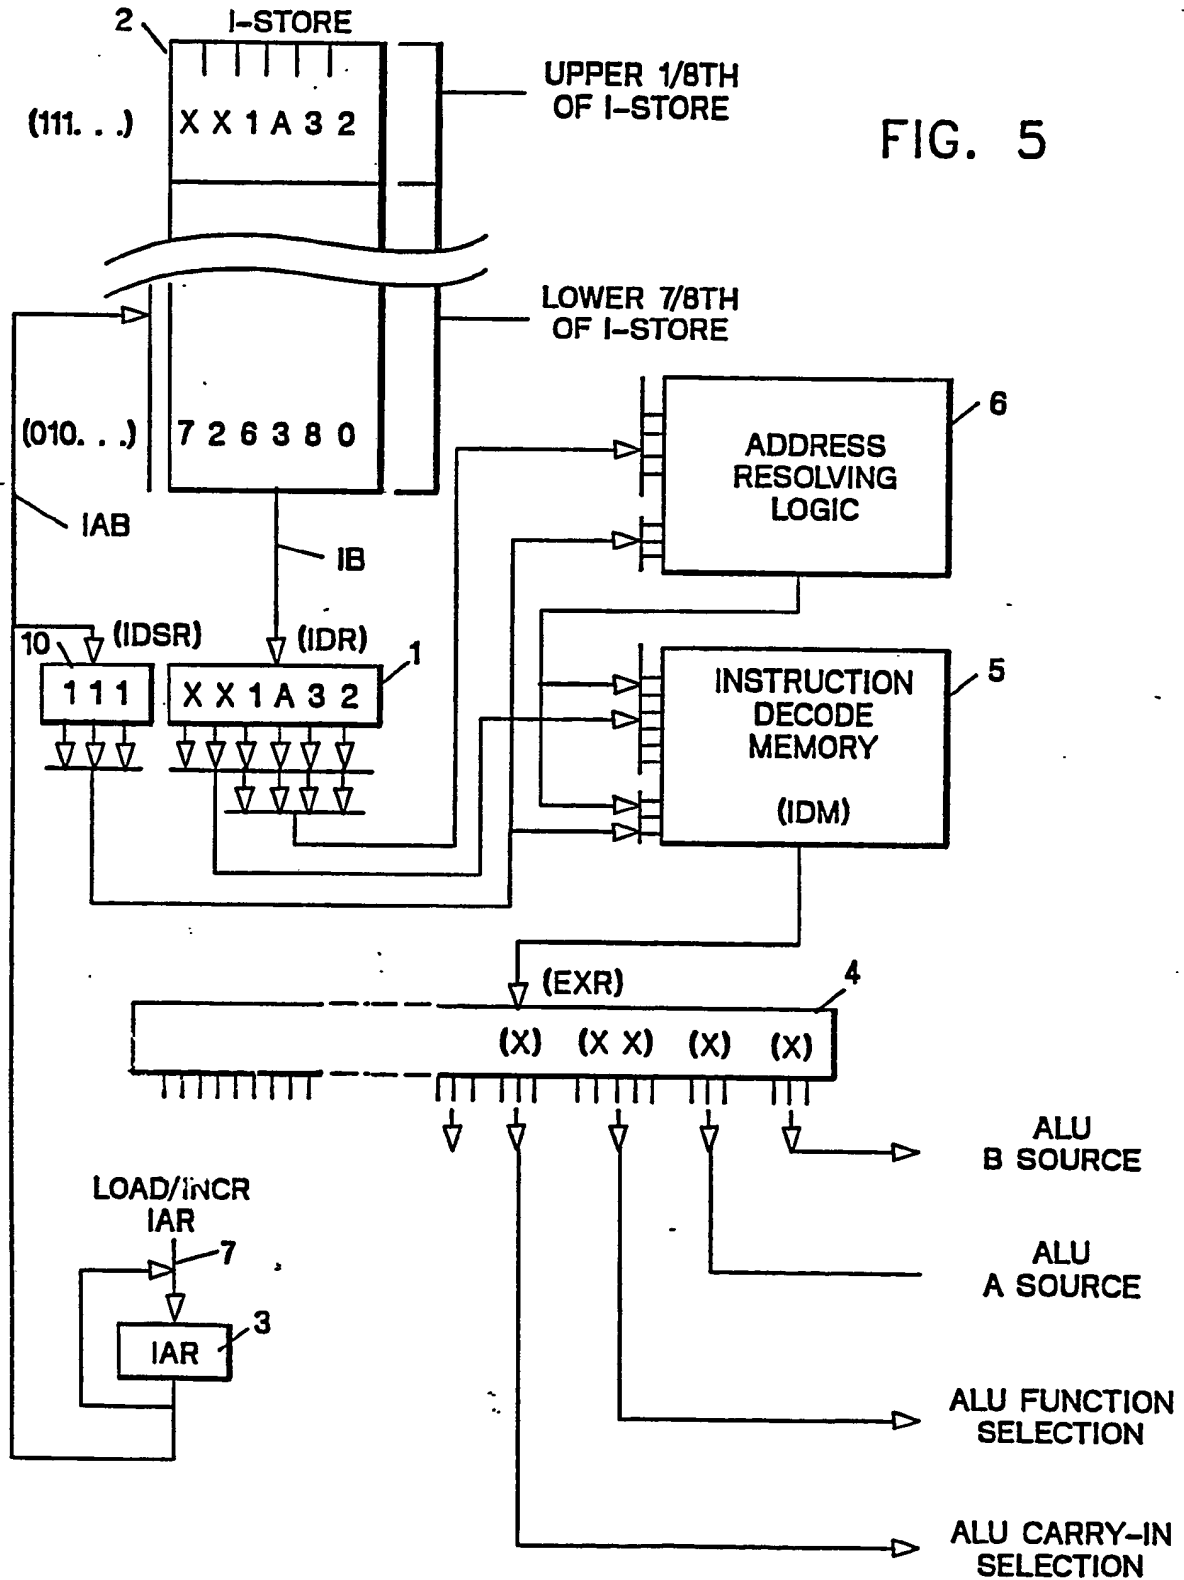 2
I-STORE
1
(111. . .)
X X 1 A 3 2
UPPER 1/8TH
OF I-STORE
FIG. 5
LOWER 7/8TH
OF I-STORE
(010. . .)
7 2 6 3 8 0
IAB
IB
ADDRESS
RESOLVING
LOGIC
6
10
(IDSR)
(IDR)
1
1 1 1
X X 1 A 3 2
INSTRUCTION
DECODE
MEMORY
(IDM)
5
(EXR)
4
(X)
(X X)
(X)
(X)
ALU
B SOURCE
LOAD/INCR
IAR
7
ALU
A SOURCE
3
IAR
ALU FUNCTION
SELECTION
ALU CARRY-IN
SELECTION